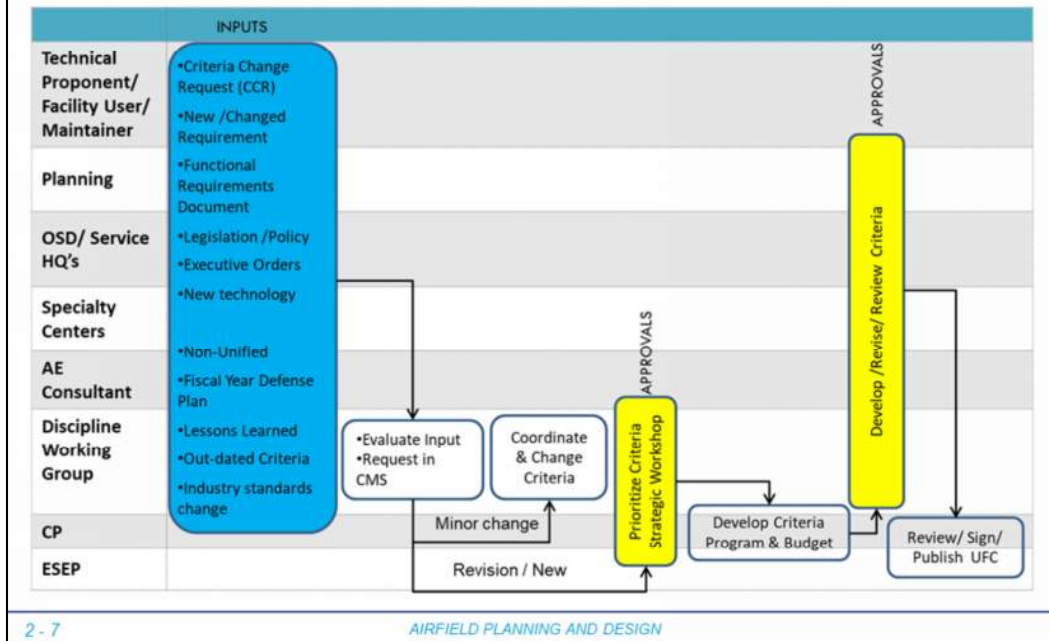 INPUTS
Technical
Proponent/
Facility User/
Maintainer
Planning
OSD/ Service
HQ's
Specialty
Centers
AE
Consultant
Discipline
Working
Group
CP
ESEP
•Criteria Change
Request (CCR)
•New /Changed
Requirement
•Functional
Requirements
Document
•Legislation /Policy
•Executive Orders
•New technology
•Non-Unified
•Fiscal Year Defense
Plan
•Lessons Learned
•Out-dated Criteria
•Industry standards
change
•Evaluate Input
•Request in
CMS
Coordinate
& Change
Criteria
Minor change
Revision / New
APPROVALS
Prioritize Criteria
Strategic Workshop
Develop Criteria
Program & Budget
APPROVALS
Develop /Revise/ Review Criteria
Review/ Sign/
Publish UFC
2 - 7
AIRFIELD PLANNING AND DESIGN